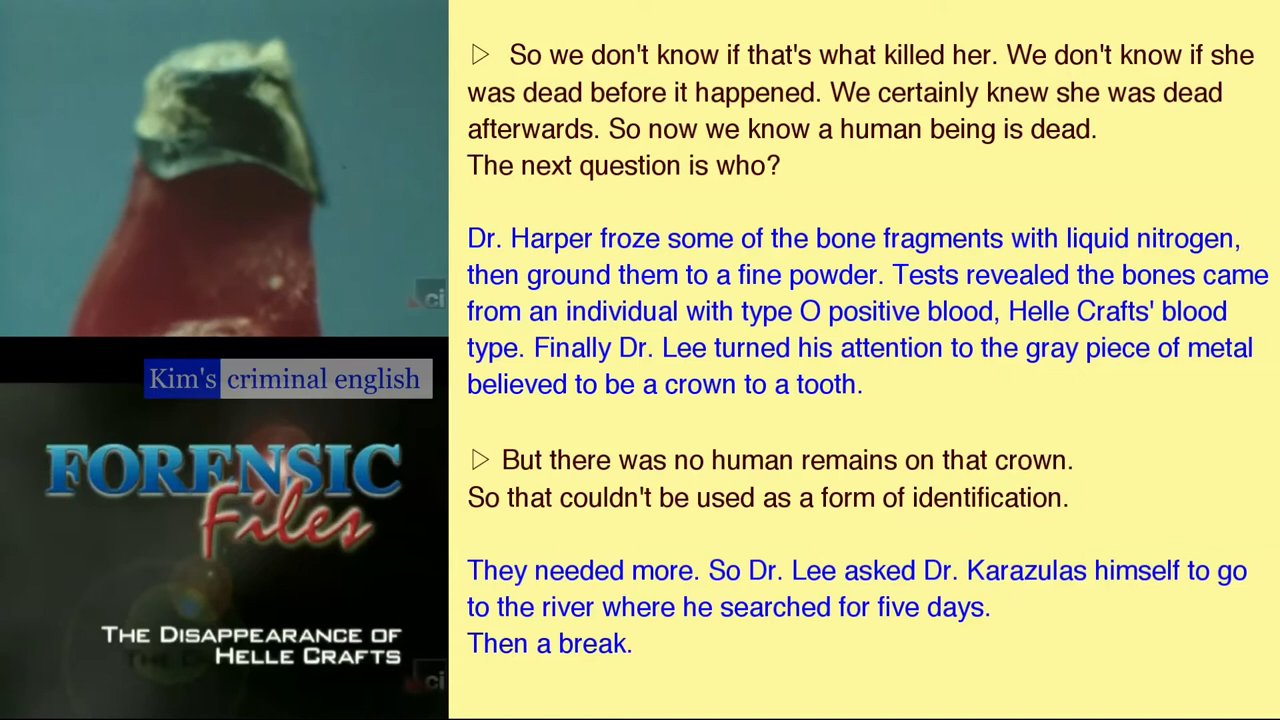 ci
Kim's criminal english
FORENSIC
Files
THE DISAPPEARANCE OF
HELLE CRAFTS
ci
▷ So we don't know if that's what killed her. We don't know if she
was dead before it happened. We certainly knew she was dead
afterwards. So now we know a human being is dead.
The next question is who?
Dr. Harper froze some of the bone fragments with liquid nitrogen,
then ground them to a fine powder. Tests revealed the bones came
from an individual with type O positive blood, Helle Crafts' blood
type. Finally Dr. Lee turned his attention to the gray piece of metal
believed to be a crown to a tooth.
▷ But there was no human remains on that crown.
So that couldn't be used as a form of identification.
They needed more. So Dr. Lee asked Dr. Karazulas himself to go
to the river where he searched for five days.
Then a break.